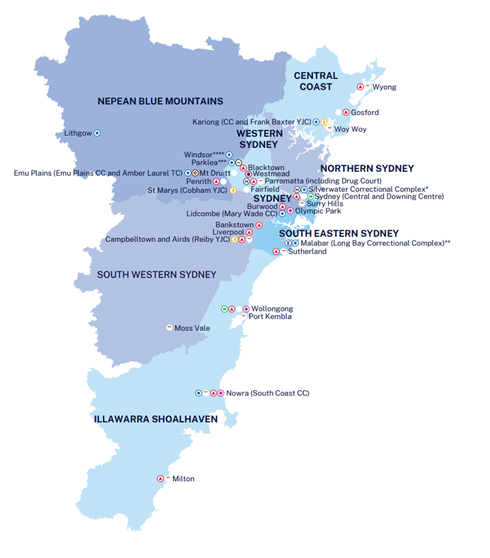 CENTRAL
COAST
Wyong
NEPEAN BLUE MOUNTAINS
Gosford
Kariong (CC and Frank Baxter YJC)
Woy Woy
Lithgow
WESTERN
SYDNEY
Windsor****
Parklea***
Blacktown
NORTHERN SYDNEY
Emu Plains (Emu Plains CC and Amber Laurel TC)
Mt Druitt
Westmead
Penrith
Parramatta (including Drug Court)
St Marys (Cobham YJC)
Fairfield
Silverwater Correctional Complex*
SYDNEY
Sydney (Central and Downing Centre)
Surry Hills
Burwood
Olympic Park
Lidcombe (Mary Wade CC)
Bankstown
Liverpool
SOUTH EASTERN SYDNEY
Campbelltown and Airds (Reiby YJC)
Malabar (Long Bay Correctional Complex)**
Sutherland
SOUTH WESTERN SYDNEY
Wollongong
Port Kembla
Moss Vale
Nowra (South Coast CC)
ILLAWARRA SHOALHAVEN
Milton